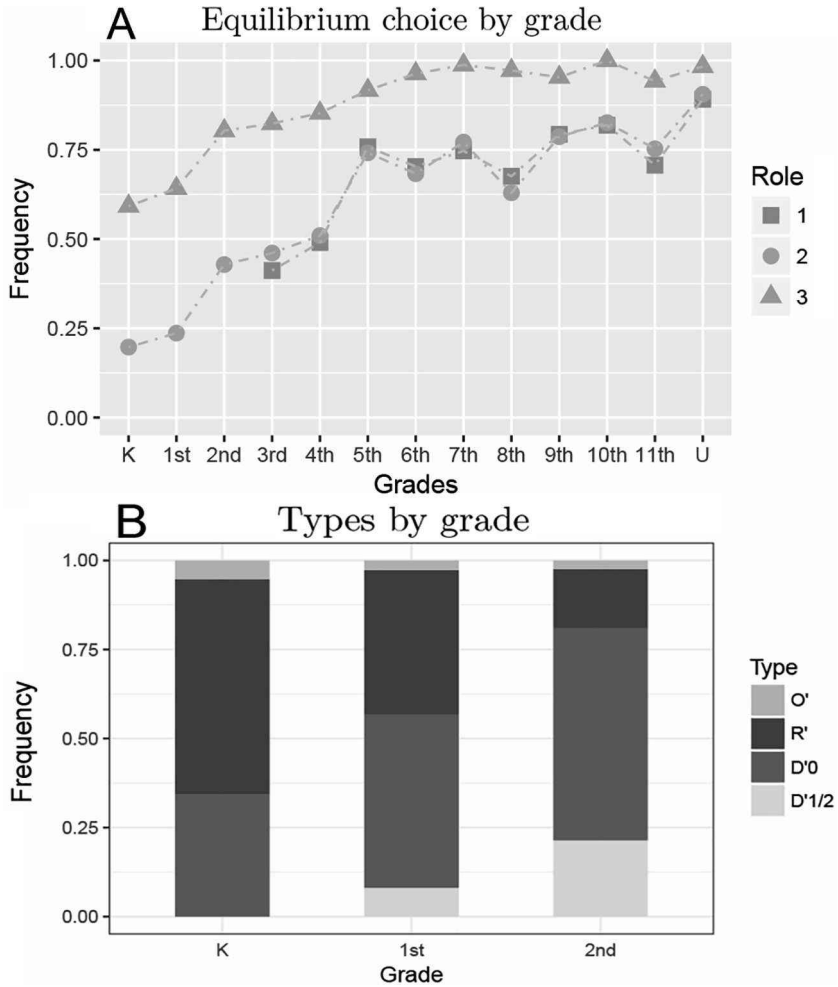 A Equilibrium choice by grade
1.00
0.75
0.50
0.25
0.00
Frequency
K 1st 2nd 3rd 4th 5th 6th 7th 8th 9th 10th 11th U
Grades
Role
1
2
3
B Types by grade
1.00
0.75
0.50
0.25
0.00
Frequency
K 1st 2nd
Grade
Type
O'
R'
D'0
D'1/2